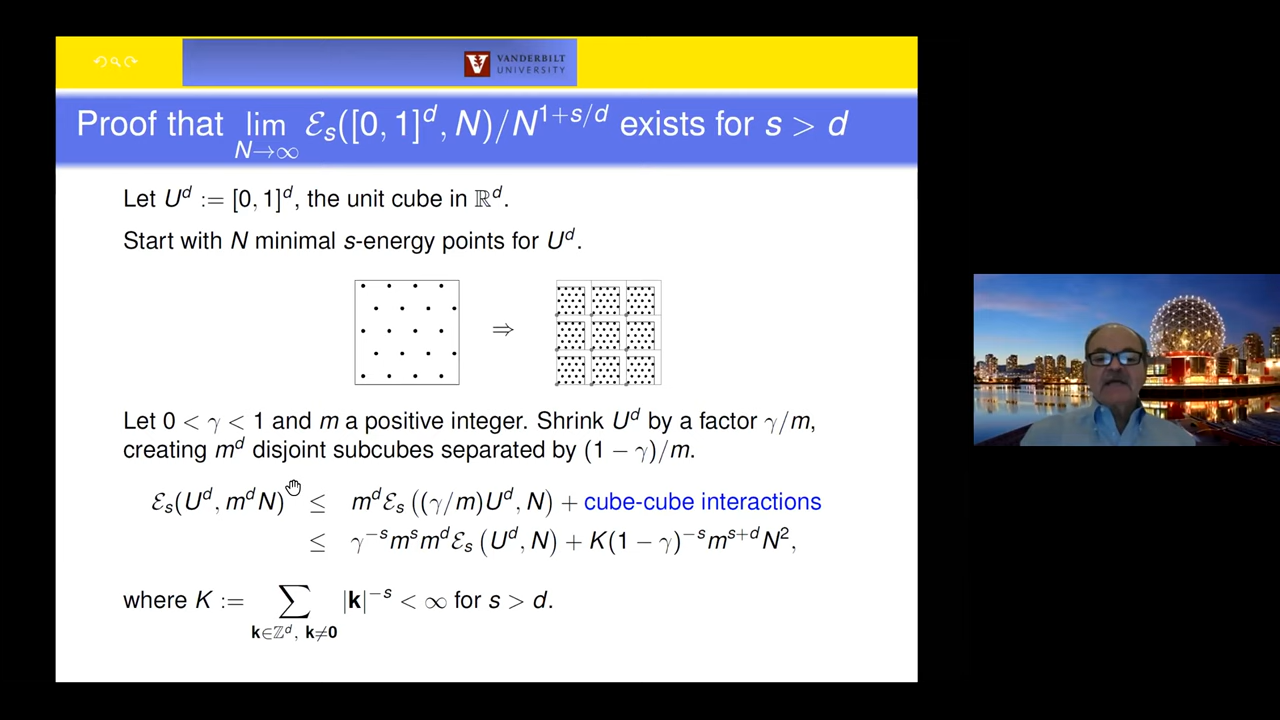 VANDERBILT
UNIVERSITY
Proof that lim_{N→∞} ℰ_s([0, 1]^d, N)/N^{1+s/d} exists for s > d
Let U^d := [0, 1]^d, the unit cube in ℝ^d.
Start with N minimal s-energy points for U^d.
⇒
Let 0 < γ < 1 and m a positive integer. Shrink U^d by a factor γ/m,
creating m^d disjoint subcubes separated by (1 − γ)/m.
ℰ_s(U^d, m^d N) ≤ m^d ℰ_s ((γ/m)U^d, N) + cube-cube interactions
≤ γ^{−s} m^s m^d ℰ_s (U^d, N) + K(1 − γ)^{−s} m^{s+d} N^2,
where K := ∑_{k∈ℤ^d, k≠0} |k|^{−s} < ∞ for s > d.